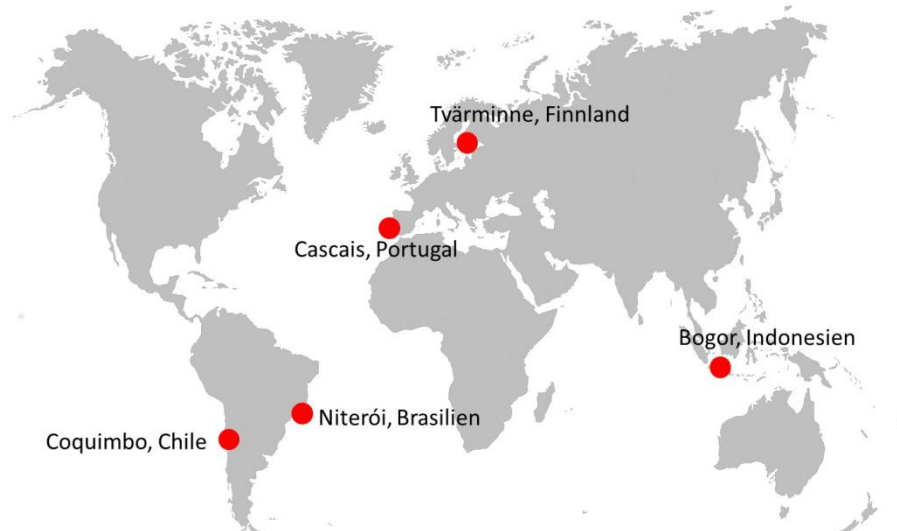 Tvärminne, Finnland
Cascais, Portugal
Bogor, Indonesien
Niterói, Brasilien
Coquimbo, Chile